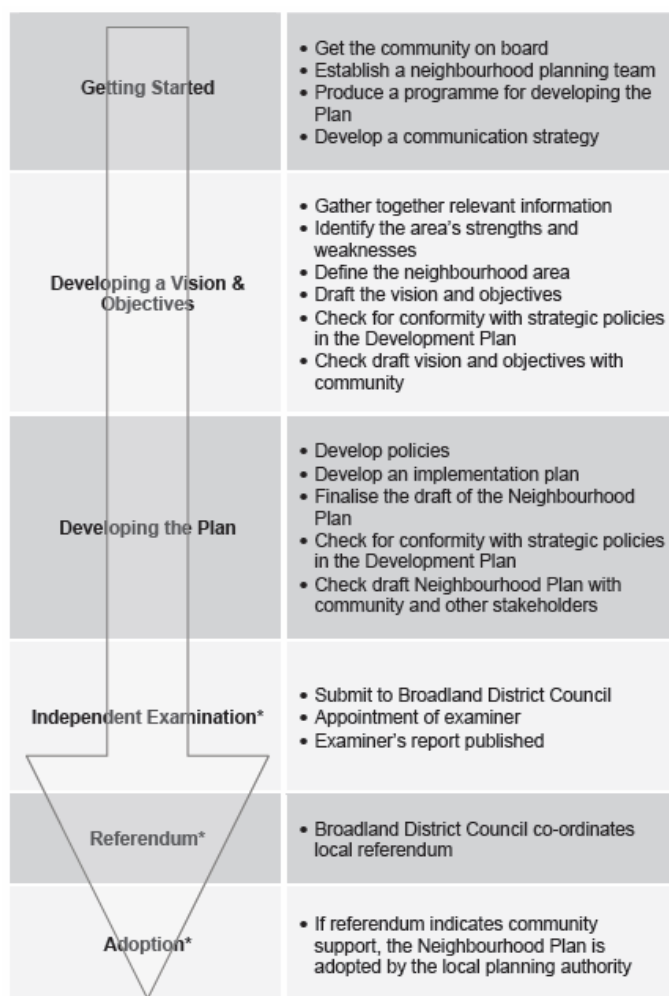 Getting Started
• Get the community on board
• Establish a neighbourhood planning team
• Produce a programme for developing the
Plan
• Develop a communication strategy
Developing a Vision &
Objectives
• Gather together relevant information
• Identify the area's strengths and
weaknesses
• Define the neighbourhood area
• Draft the vision and objectives
• Check for conformity with strategic policies
in the Development Plan
• Check draft vision and objectives with
community
Developing the Plan
• Develop policies
• Develop an implementation plan
• Finalise the draft of the Neighbourhood
Plan
• Check for conformity with strategic policies
in the Development Plan
• Check draft Neighbourhood Plan with
community and other stakeholders
Independent Examination*
• Submit to Broadland District Council
• Appointment of examiner
• Examiner's report published
Referendum*
• Broadland District Council co-ordinates
local referendum
Adoption*
• If referendum indicates community
support, the Neighbourhood Plan is
adopted by the local planning authority